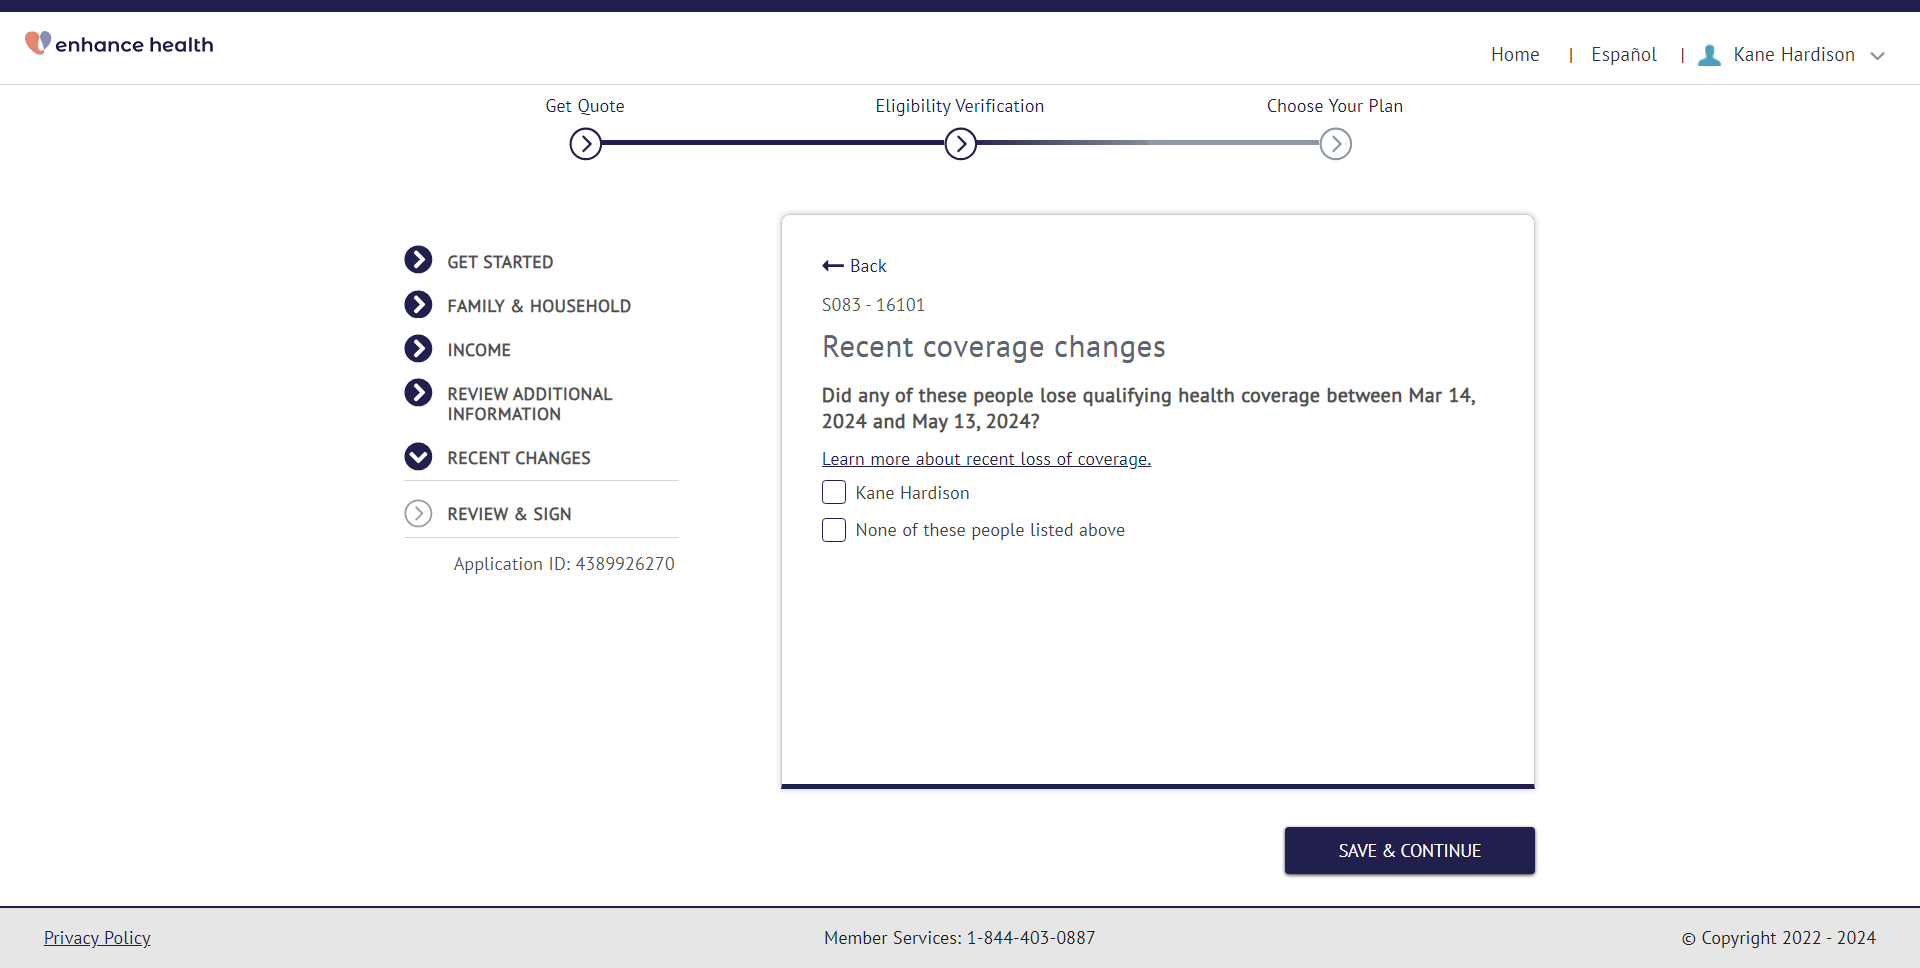 enhance health
Home | Español | Kane Hardison
Get Quote
Eligibility Verification
Choose Your Plan
GET STARTED
FAMILY & HOUSEHOLD
INCOME
REVIEW ADDITIONAL
INFORMATION
RECENT CHANGES
REVIEW & SIGN
Application ID: 4389926270
Back
S083 - 16101
Recent coverage changes
Did any of these people lose qualifying health coverage between Mar 14,
2024 and May 13, 2024?
Learn more about recent loss of coverage.
Kane Hardison
None of these people listed above
SAVE & CONTINUE
Privacy Policy
Member Services: 1-844-403-0887
© Copyright 2022 - 2024